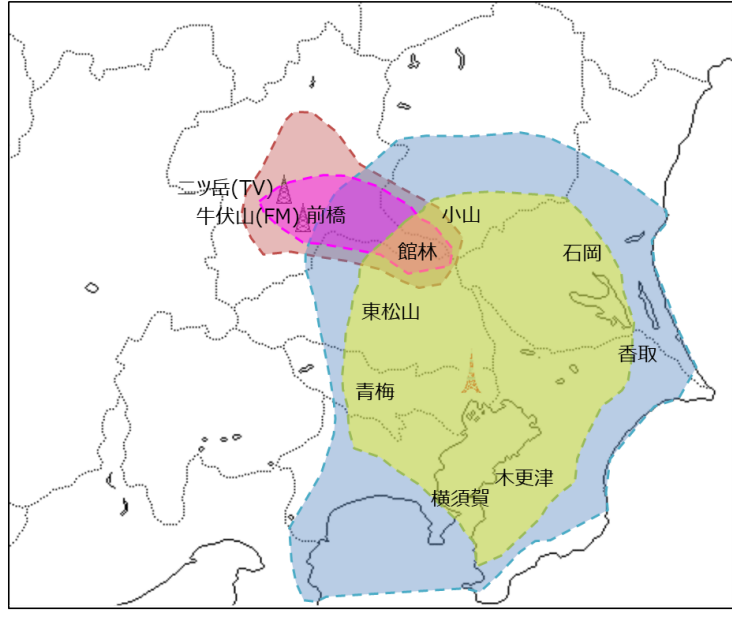 二ツ岳(TV)
牛伏山(FM)
前橋
小山
館林
石岡
東松山
香取
青梅
木更津
横須賀